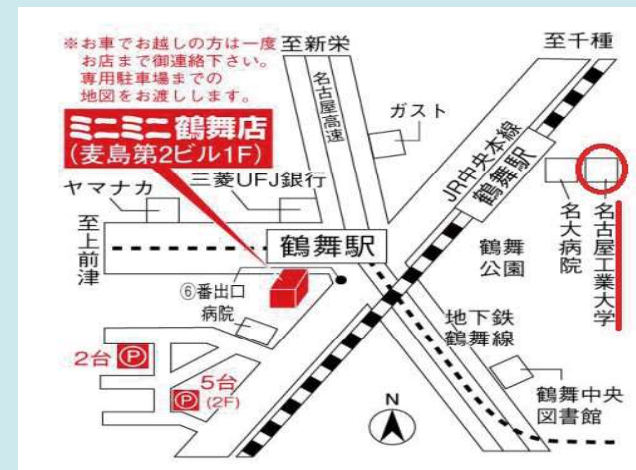 ※お車でお越しの方は一度
お店まで御連絡下さい。
専用駐車場までの
地図をお渡しします。
至新栄
至千種
名古屋高速
ガスト
ミニミニ鶴舞店
(麦島第2ビル1F)
JR中央本線
鶴舞駅
ヤマナカ
三菱UFJ銀行
至上前津
鶴舞駅
名大病院
名古屋工業大学
鶴舞
公園
⑥番出口
病院
地下鉄
鶴舞線
2台 P
5台
P (2F)
N
鶴舞中央
図書館